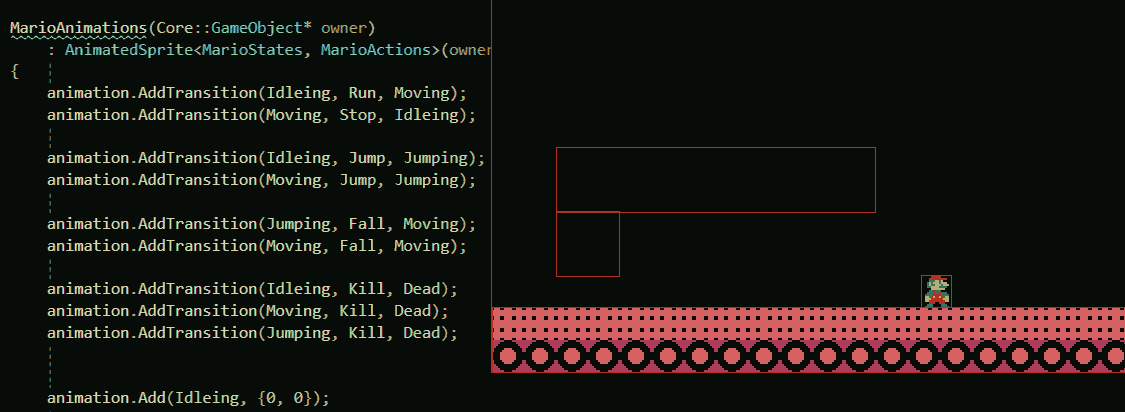 MarioAnimations(Core::GameObject* owner)
: AnimatedSprite<MarioStates, MarioActions>(owner
{
animation.AddTransition(Idleing, Run, Moving);
animation.AddTransition(Moving, Stop, Idleing);
animation.AddTransition(Idleing, Jump, Jumping);
animation.AddTransition(Moving, Jump, Jumping);
animation.AddTransition(Jumping, Fall, Moving);
animation.AddTransition(Moving, Fall, Moving);
animation.AddTransition(Idleing, Kill, Dead);
animation.AddTransition(Moving, Kill, Dead);
animation.AddTransition(Jumping, Kill, Dead);
animation.Add(Idleing, {0, 0});